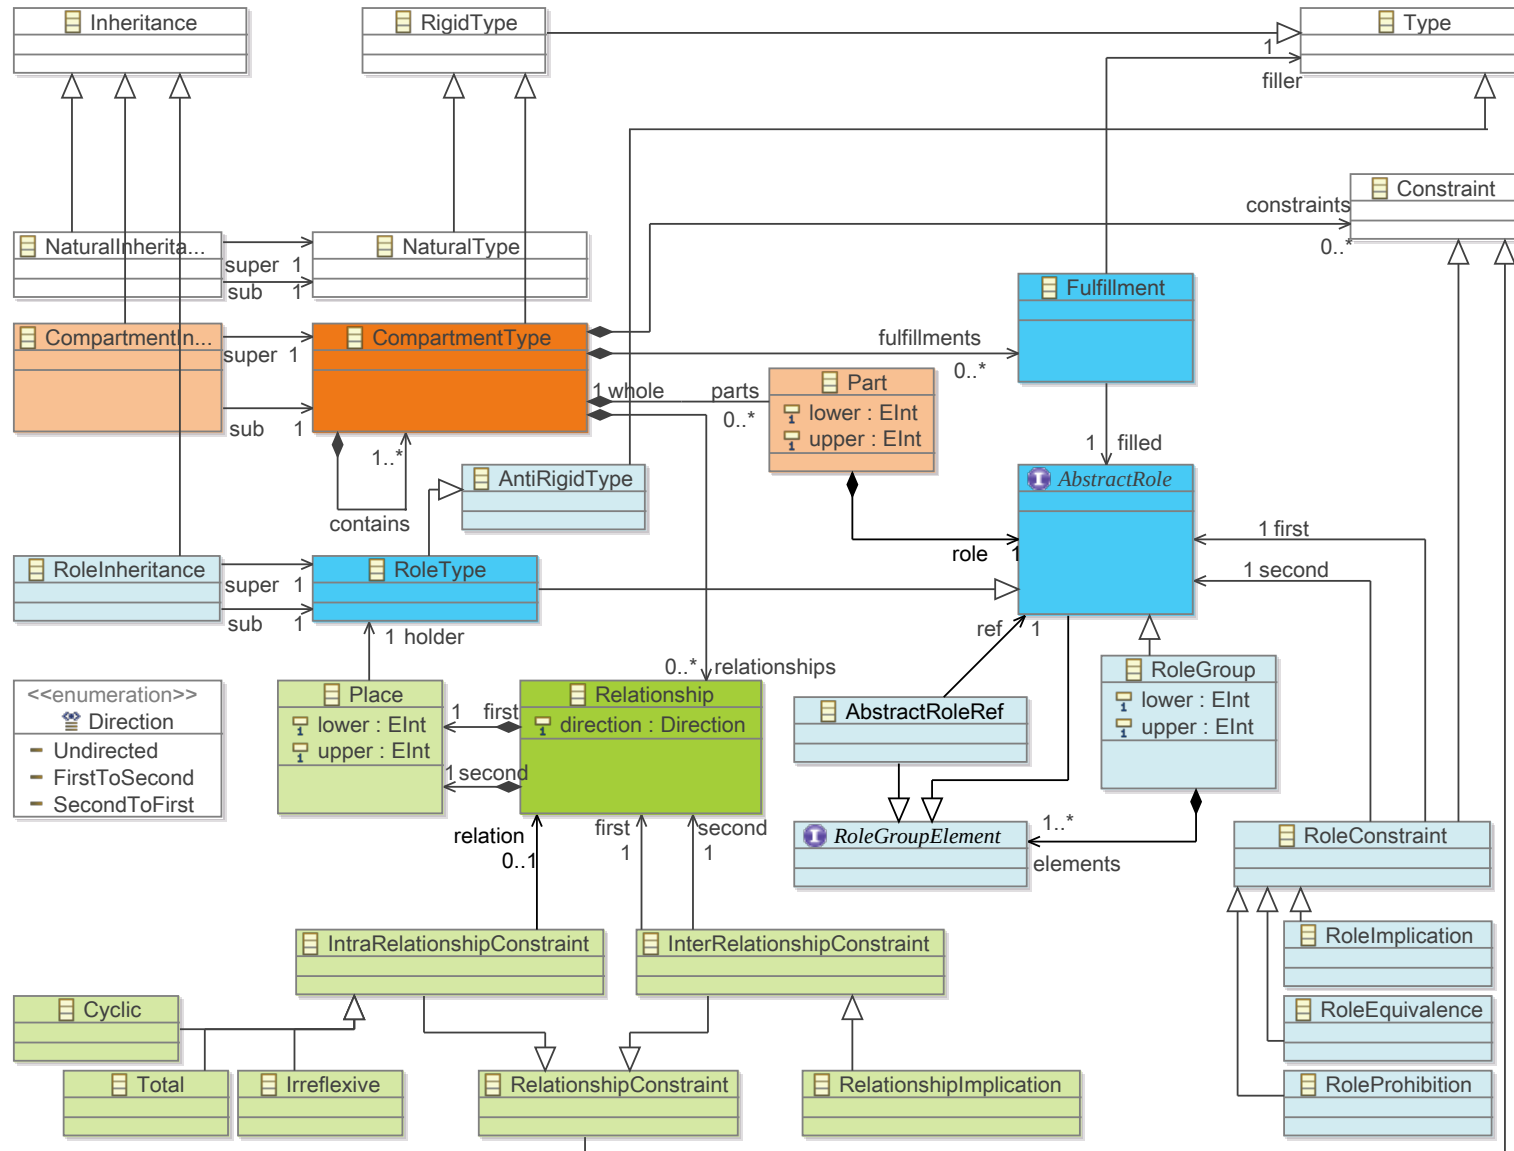 Inheritance
RigidType
Type
1
filler
Constraint
constraints
0..*
NaturalInherita...
super 1
sub 1
NaturalType
Fulfillment
CompartmentIn...
super 1
sub 1
CompartmentType
fulfillments
0..*
1 whole
parts
0..*
Part
lower : EInt
upper : EInt
1..*
contains
AntiRigidType
1 filled
AbstractRole
role 1
1 first
1 second
RoleInheritance
super 1
sub 1
RoleType
1 holder
ref 1
0..* relationships
RoleGroup
lower : EInt
upper : EInt
<<enumeration>>
Direction
Undirected
FirstToSecond
SecondToFirst
Place
lower : EInt
upper : EInt
1 first
1 second
Relationship
direction : Direction
AbstractRoleRef
RoleGroupElement
1..*
elements
relation
0..1
first
1
second
1
RoleConstraint
IntraRelationshipConstraint
InterRelationshipConstraint
RoleImplication
Cyclic
RoleEquivalence
Total
Irreflexive
RelationshipConstraint
RelationshipImplication
RoleProhibition